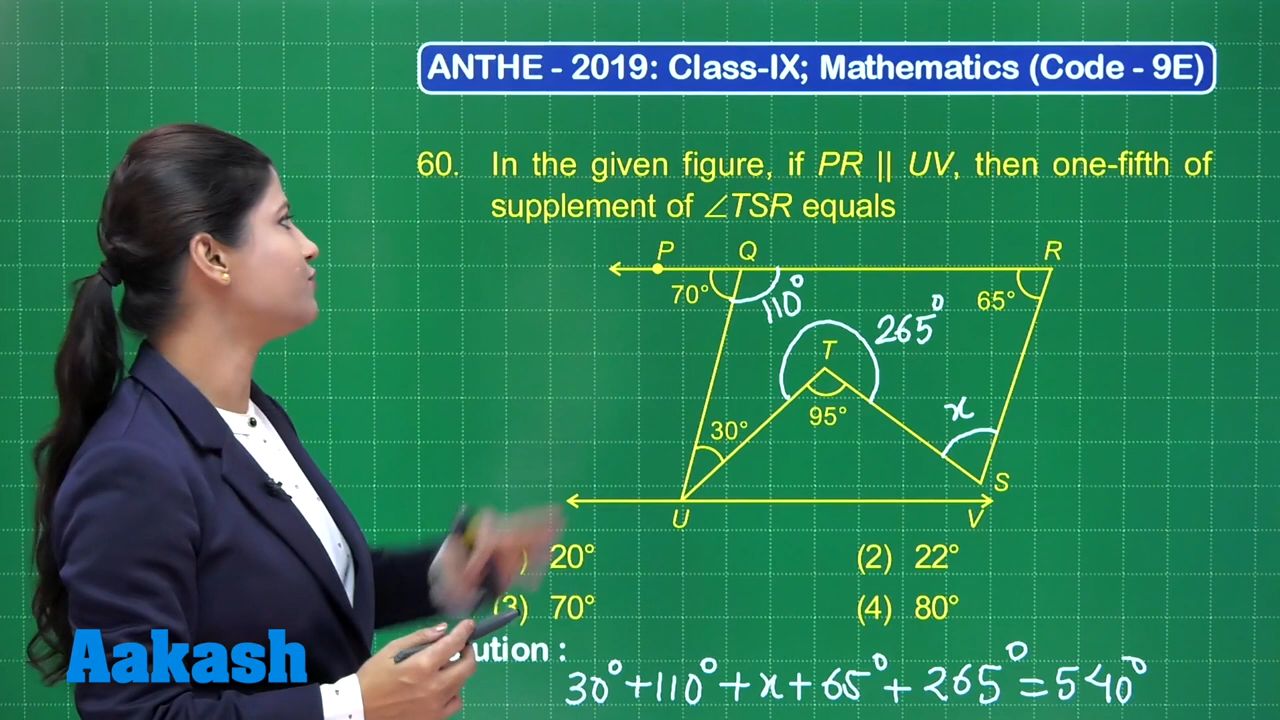 ANTHE - 2019: Class-IX; Mathematics (Code - 9E)
60. In the given figure, if PR || UV, then one-fifth of
supplement of ∠TSR equals
P Q R
70° 110° 65°
265°
T
x
95°
30°
S
U V
20° (2) 22°
(3) 70° (4) 80°
ution :
Aakash
30° + 110° + x + 65° + 265° = 540°